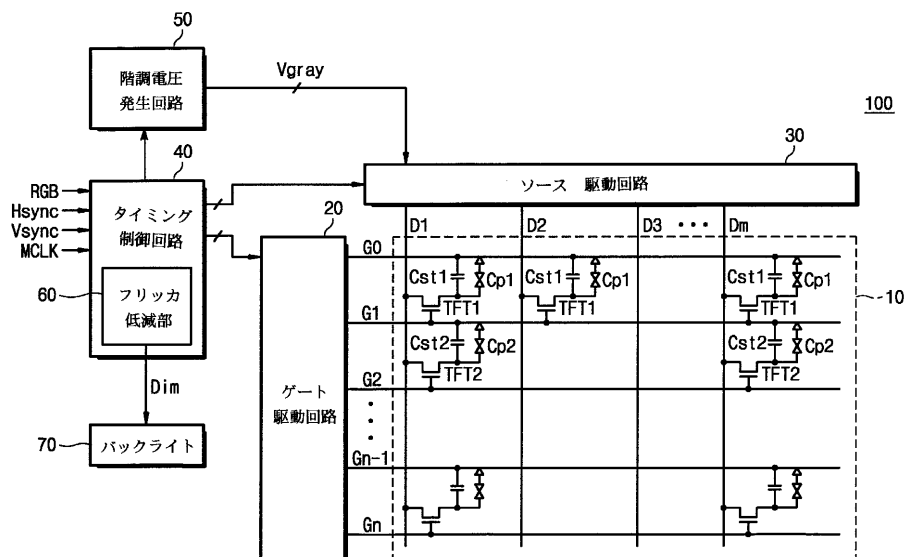 50
階調電圧
発生回路
Vgray
100
40
30
RGB
Hsync
Vsync
MCLK
タイミング
制御回路
ソース 駆動回路
20
D1 D2 D3 ••• Dm
G0
Cst1 Cp1 Cst1 Cp1 Cst1 Cp1
10
60
フリッカ
低減部
TFT1 TFT1 TFT1
G1
Cst2 Cp2 Cst2 Cp2
TFT2 TFT2
G2
Dim
ゲート
駆動回路
70
バックライト
Gn-1
Gn